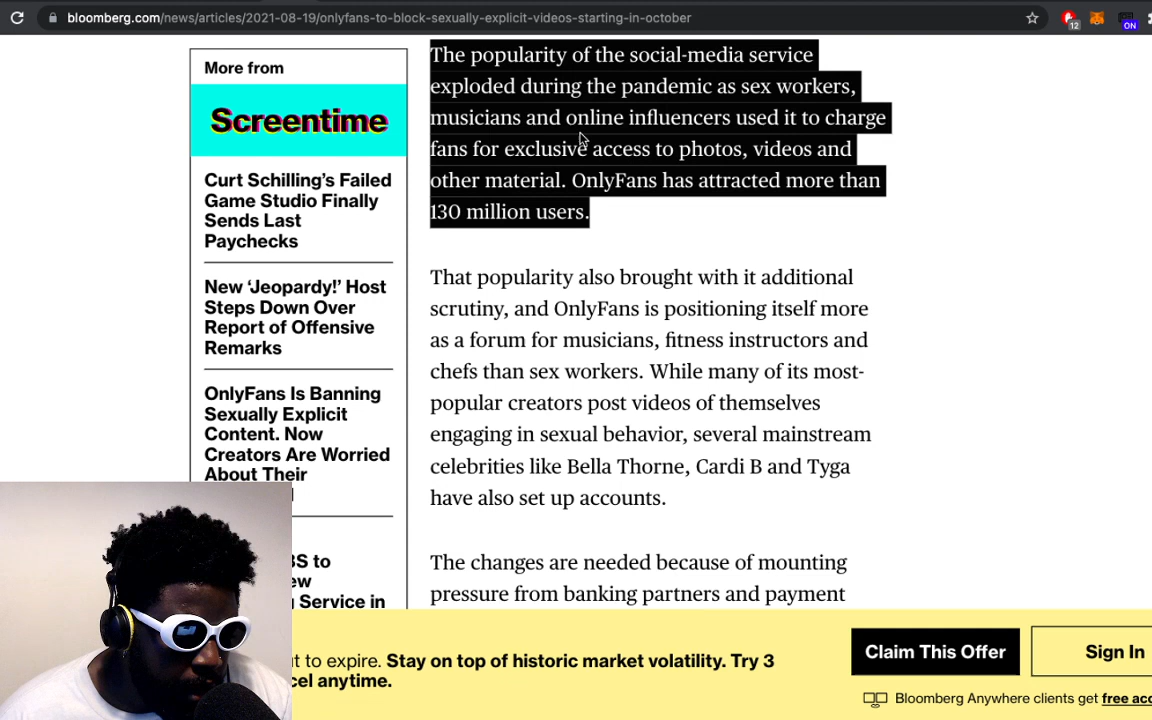 bloomberg.com/news/articles/2021-08-19/onlyfans-to-block-sexually-explicit-videos-starting-in-october
12
ON
More from
Screentime
Curt Schilling's Failed
Game Studio Finally
Sends Last
Paychecks
New 'Jeopardy!' Host
Steps Down Over
Report of Offensive
Remarks
OnlyFans Is Banning
Sexually Explicit
Content. Now
Creators Are Worried
About Their
BS to
ew
Service in
The popularity of the social-media service
exploded during the pandemic as sex workers,
musicians and online influencers used it to charge
fans for exclusive access to photos, videos and
other material. OnlyFans has attracted more than
130 million users.
That popularity also brought with it additional
scrutiny, and OnlyFans is positioning itself more
as a forum for musicians, fitness instructors and
chefs than sex workers. While many of its most-
popular creators post videos of themselves
engaging in sexual behavior, several mainstream
celebrities like Bella Thorne, Cardi B and Tyga
have also set up accounts.
The changes are needed because of mounting
pressure from banking partners and payment
t to expire. Stay on top of historic market volatility. Try 3
cel anytime.
Claim This Offer
Sign In
Bloomberg Anywhere clients get free acc